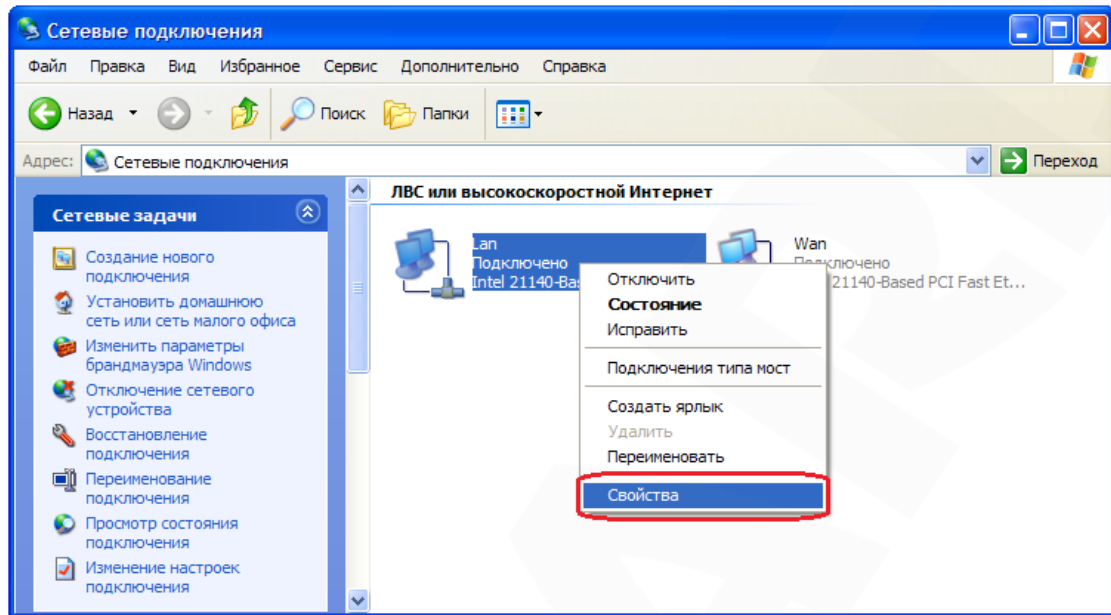 Сетевые подключения
Файл Правка Вид Избранное Сервис Дополнительно Справка
Назад Поиск Папки
Адрес: Сетевые подключения Переход
Сетевые задачи
Создание нового
подключения
Установить домашнюю
сеть или сеть малого офиса
Изменить параметры
брандмауэра Windows
Отключение сетевого
устройства
Восстановление
подключения
Переименование
подключения
Просмотр состояния
подключения
Изменение настроек
подключения
ЛВС или высокоскоростной Интернет
Lan
Подключено
Intel 21140-Bas
Wan
Подключено
21140-Based PCI Fast Et...
Отключить
Состояние
Исправить
Подключения типа мост
Создать ярлык
Удалить
Переименовать
Свойства